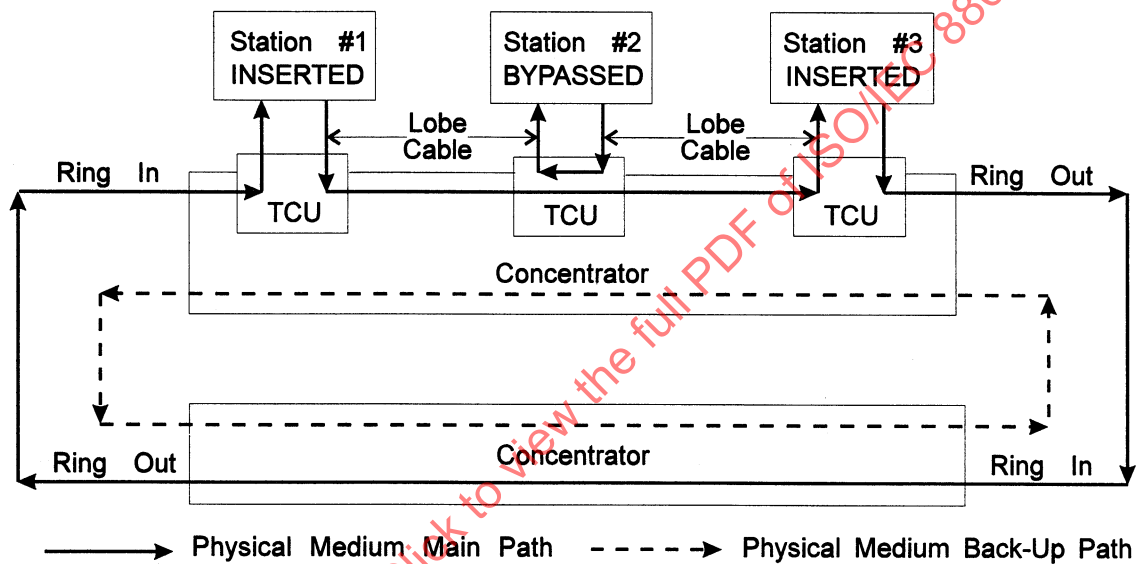 Station #1
INSERTED
Station #2
BYPASSED
Station #3
INSERTED
Lobe
Cable
Lobe
Cable
Ring In
TCU
TCU
TCU
Ring Out
Concentrator
Concentrator
Ring Out
Ring In
Physical Medium Main Path
Physical Medium Back-Up Path
Click to view the full PDF of ISO/IEC 880